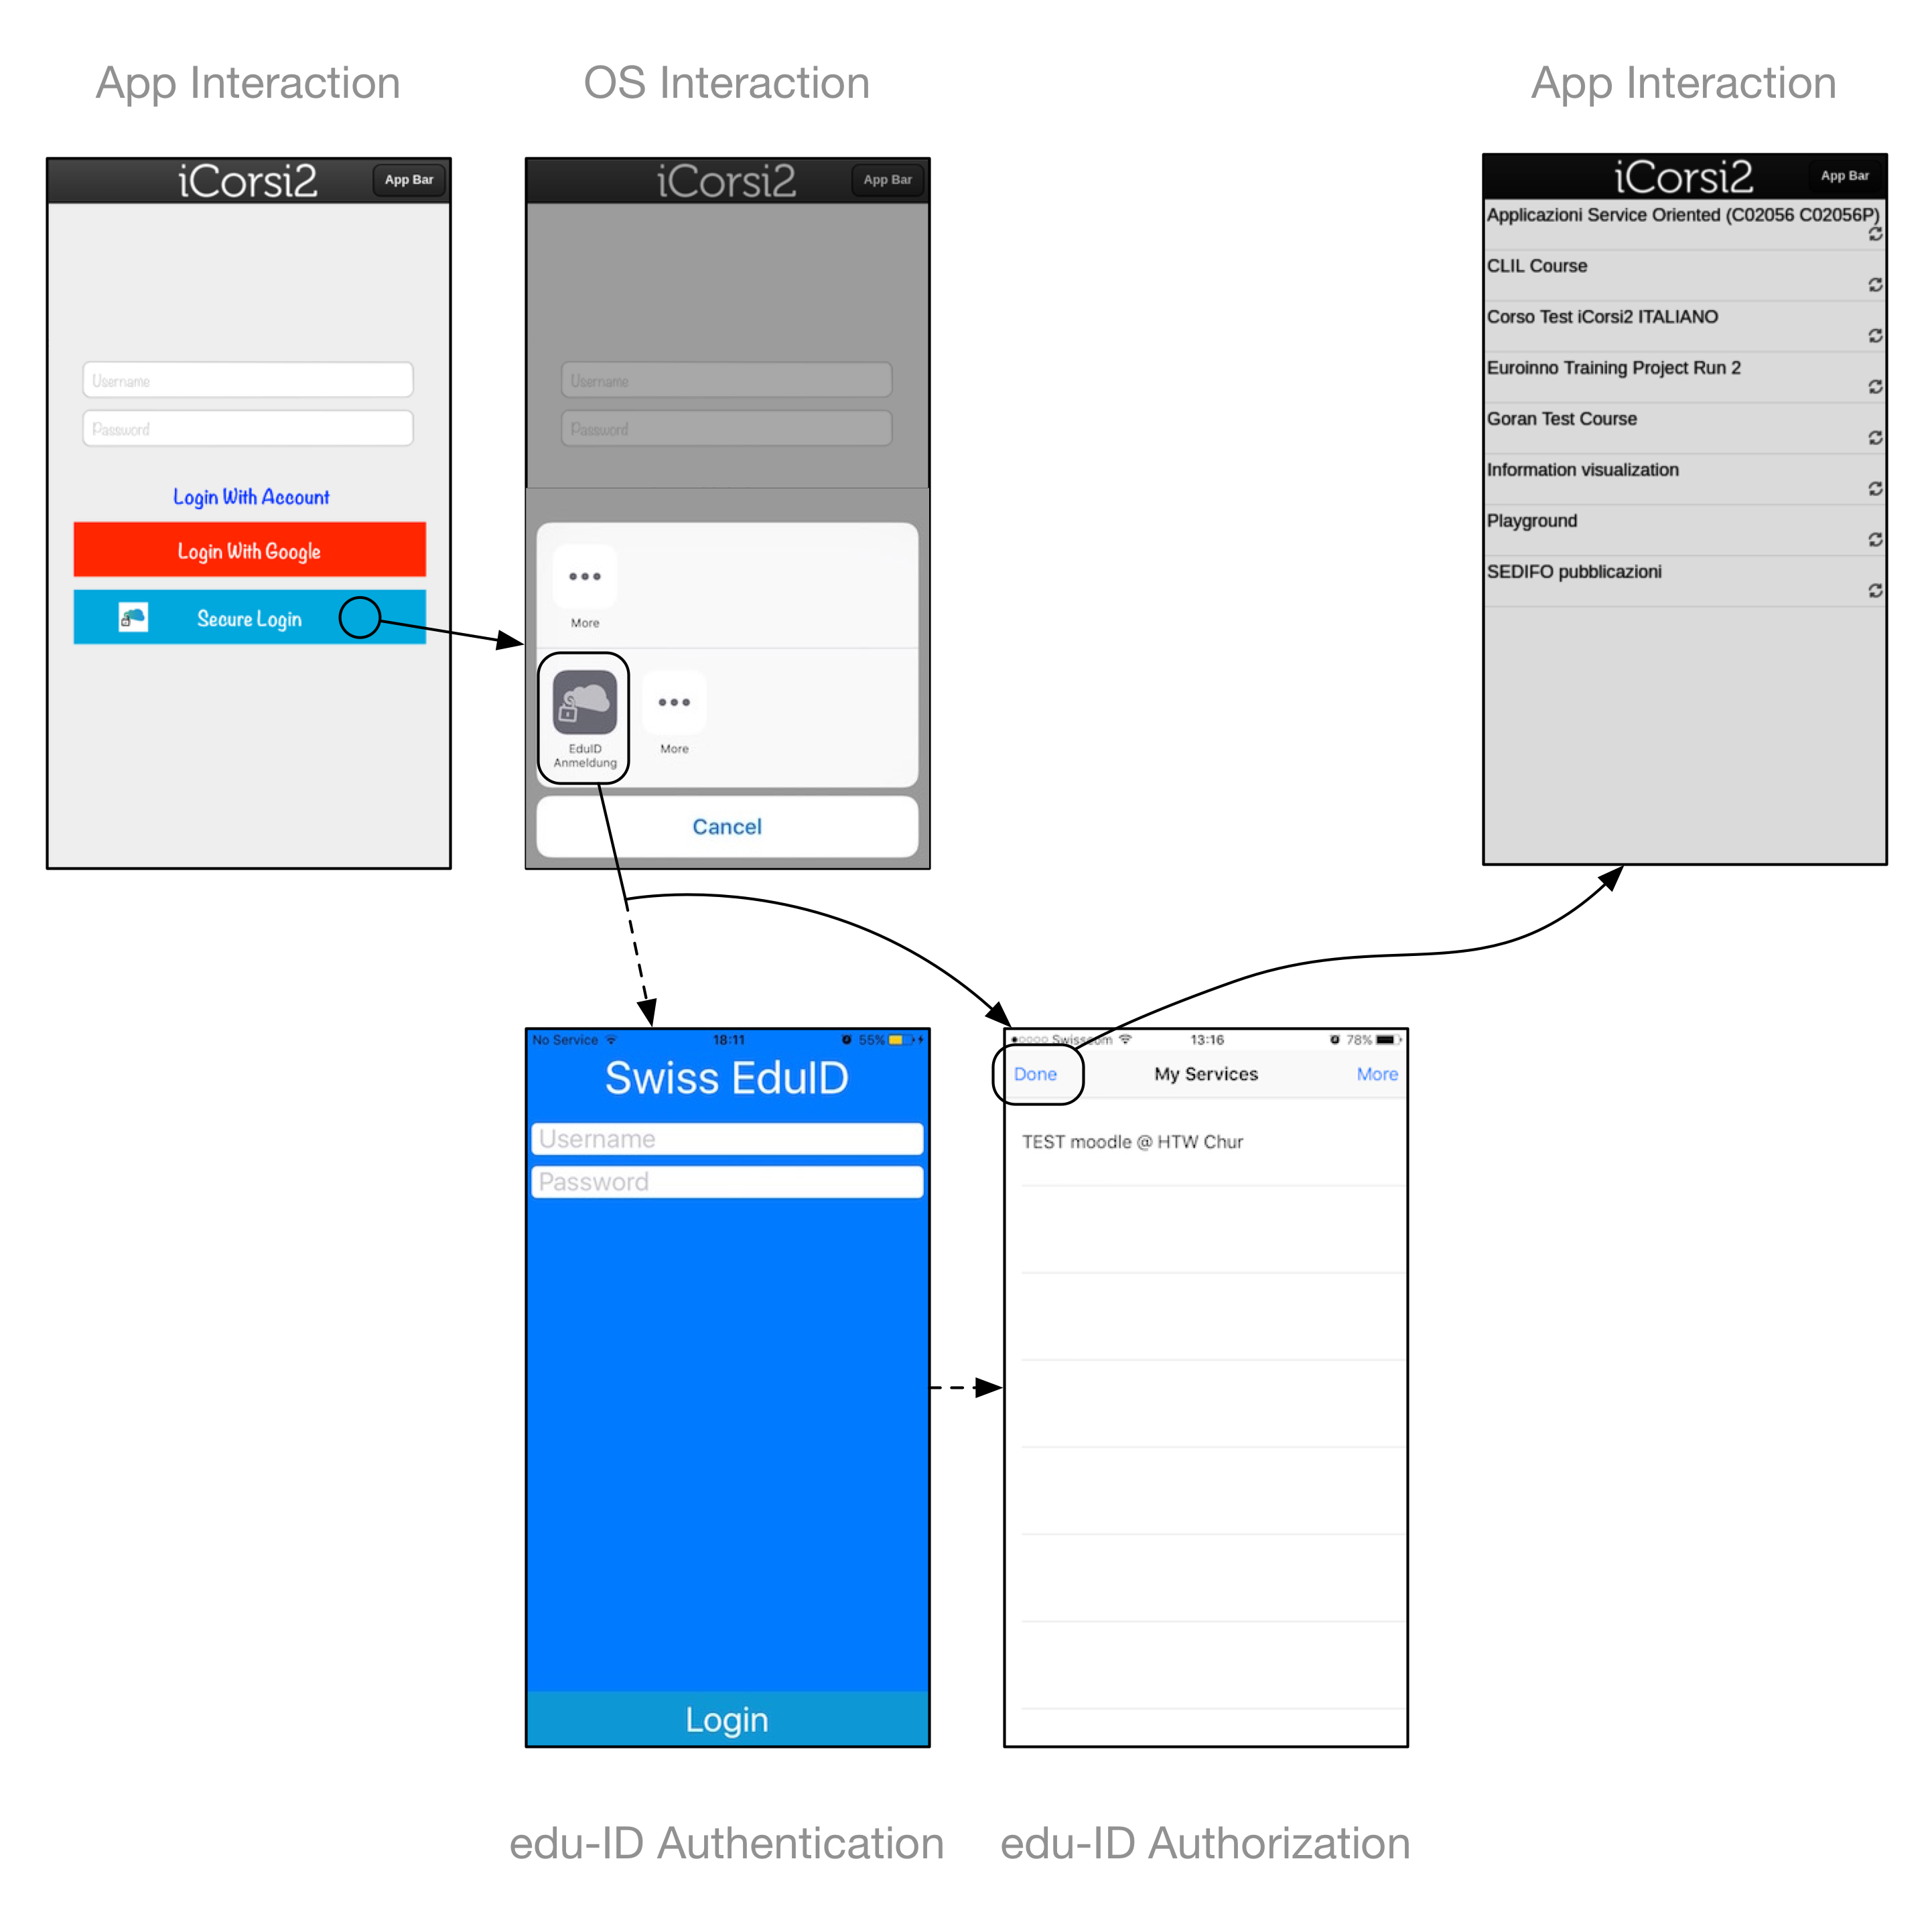 App Interaction
OS Interaction
App Interaction
iCorsi2
App Bar
Username
Password
Login With Account
Login With Google
Secure Login
iCorsi2
App Bar
Username
Password
More
EduID
Anmeldung
More
Cancel
iCorsi2
App Bar
Applicazioni Service Oriented (C02056 C02056P)
CLIL Course
Corso Test iCorsi2 ITALIANO
Euroinno Training Project Run 2
Goran Test Course
Information visualization
Playground
SEDIFO pubblicazioni
No Service
18:11
55%
Swiss EduID
Username
Password
Login
Swisscom
13:16
78%
Done
My Services
More
TEST moodle @ HTW Chur
edu-ID Authentication
edu-ID Authorization